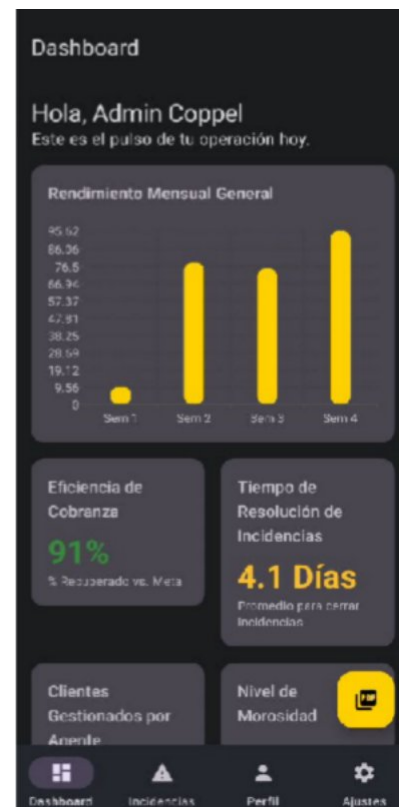 Dashboard
Hola, Admin Coppel
Este es el pulso de tu operación hoy.
Rendimiento Mensual General
95.62
86.06
76.5
66.94
57.37
47.81
38.25
28.69
19.12
9.56
0
Sem 1 Sem 2 Sem 3 Sem 4
Eficiencia de
Cobranza
91%
% Recuperado vs. Meta
Tiempo de
Resolución de
Incidencias
4.1 Días
Promedio para cerrar
incidencias
Clientes
Gestionados por
Agente
Nivel de
Morosidad
PDF
Dashboard Incidencias Perfil Ajustes